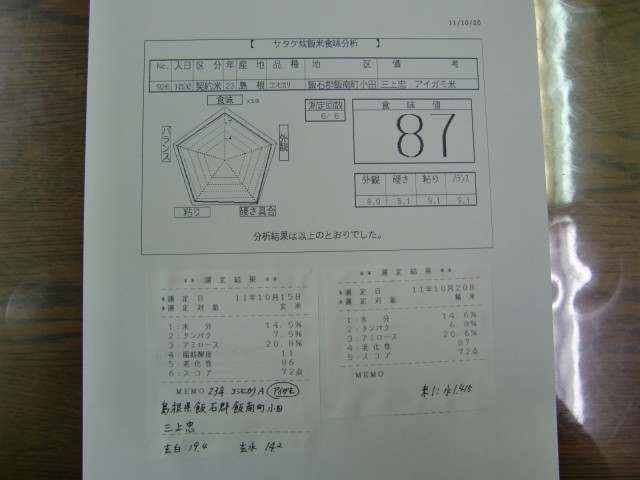 11/10/20
【 サタケ炊飯米食味分析 】
No. 入日 区分 年 産地 品種 地 区 価 考
926 契約米 23 島 根 コシヒカリ 飯石郡飯南町小田 三上忠 アイガモ米
食味 ×10
測定回数
6/ 6
食 味 値
87
バランス
外観
粘り
硬さ具合
外観 硬さ 粘り バランス
8.9 5.1 9.1 9.1
分析結果は以上のとおりでした。
** 測 定 結 果 **
*測 定 日 11年10月15日
*測 定 対 象 玄 米
1:水 分 14.5%
2:タンパク 7.5%
3:アミロース 20.8%
4:脂肪酸度 11
5:老化性 86
6:スコア 72点
MEMO 23年 コシヒカリA アイガモ
島根県飯石郡飯南町小田
三上忠
玄白 19.4 玄水 14.2
** 測 定 結 果 **
*測 定 日 11年10月20日
*測 定 対 象 精 米
1:水 分 14.6%
2:タンパク 6.8%
3:アミロース 20.6%
4:老化性 87
5:スコア 72点
MEMO
米1:水1.415